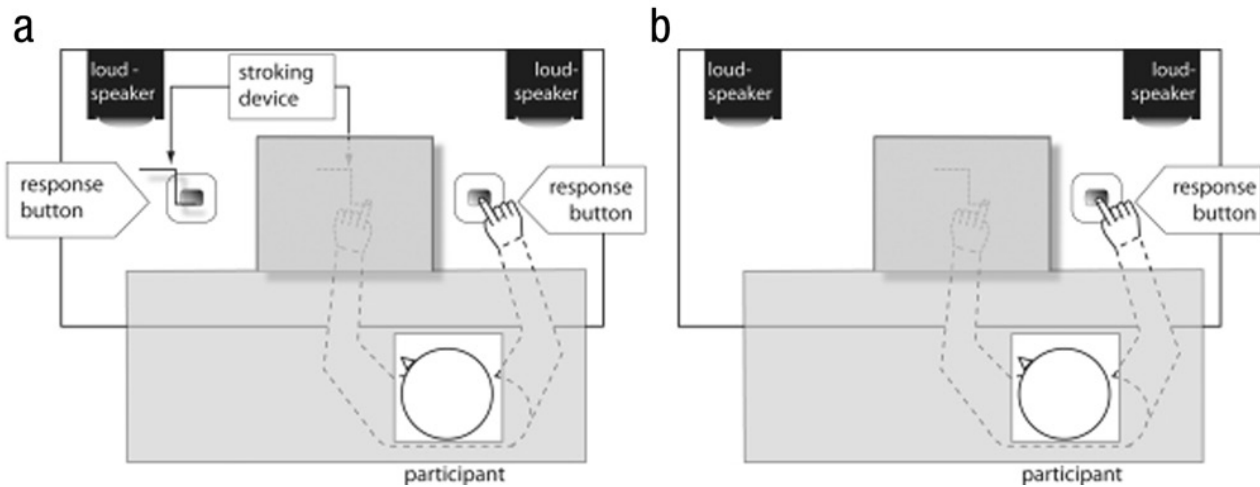 a
loud -
speaker
stroking
device
loud-
speaker
response
button
response
button
participant
b
loud-
speaker
loud-
speaker
response
button
participant